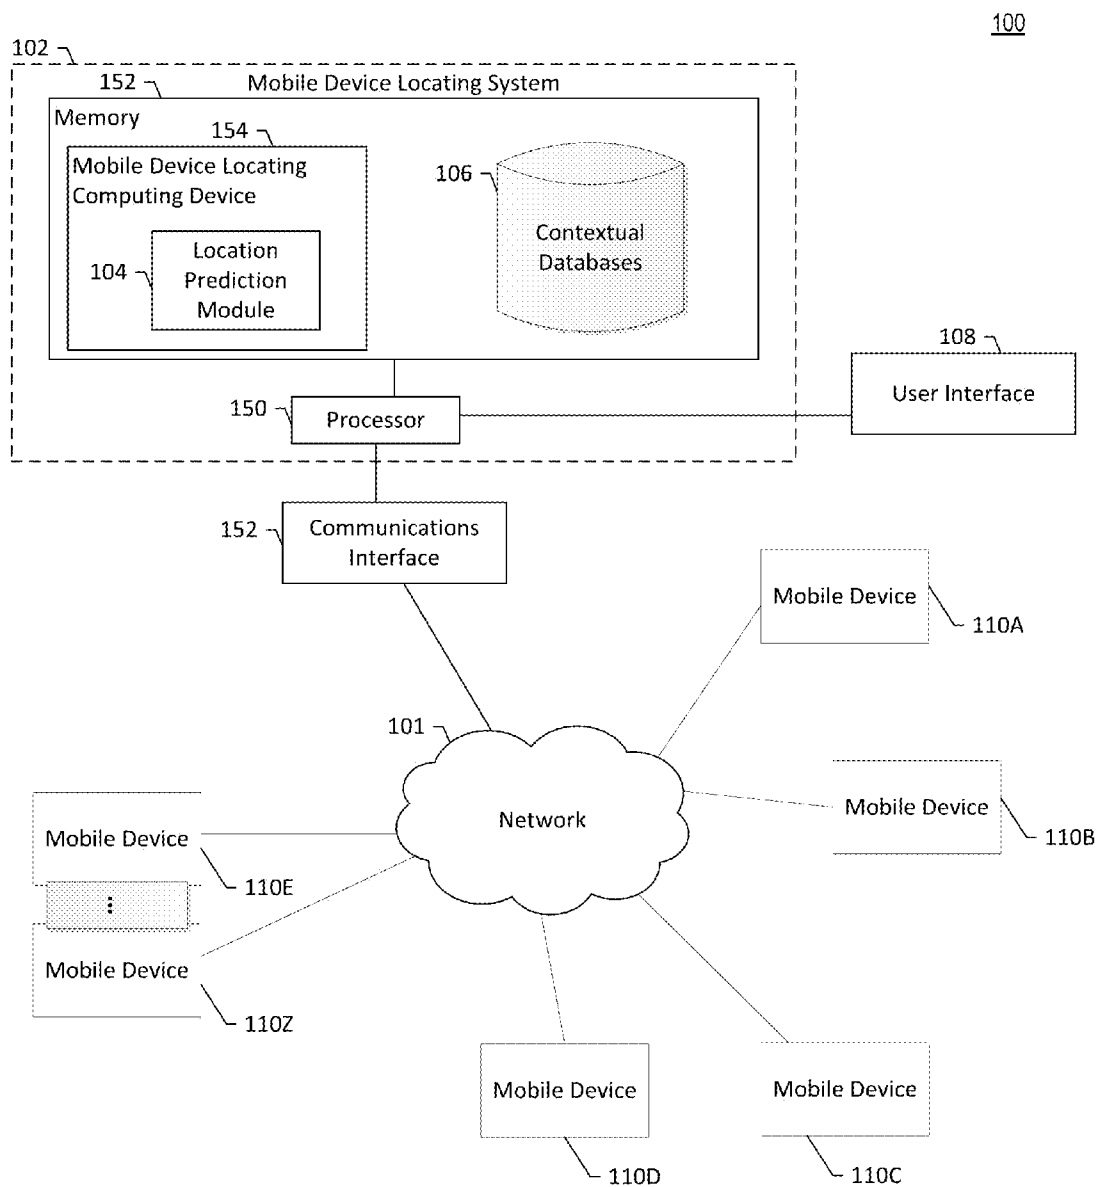 100
102
Mobile Device Locating System
152
Memory
154
Mobile Device Locating
Computing Device
106
Contextual
Databases
104
Location
Prediction
Module
108
User Interface
150
Processor
152
Communications
Interface
Mobile Device
110A
101
Network
Mobile Device
110B
Mobile Device
110E
...
Mobile Device
110Z
Mobile Device
110D
Mobile Device
110C